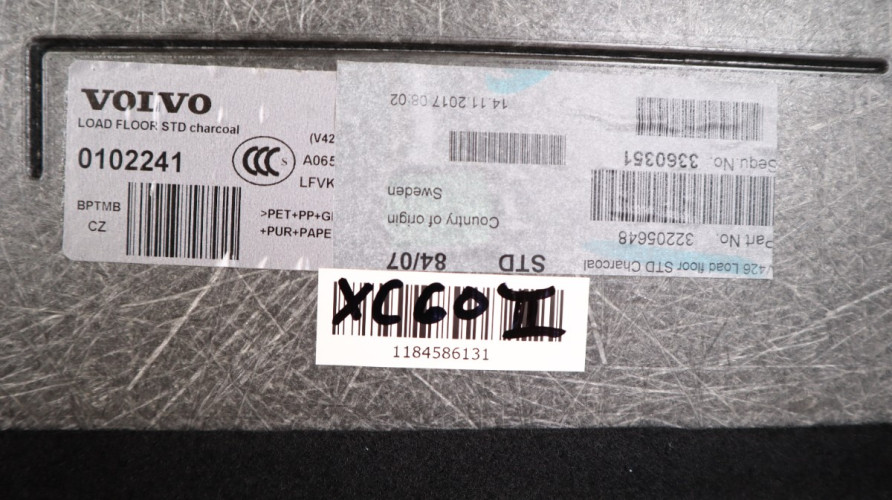 VOLVO
LOAD FLOOR STD charcoal
(V42
0102241
CCC S
A065
LFVK
BPTMB
CZ
>PET+PP+G
+PUR+PAPE
V426 Load floor STD Charcoal
STD 84/07
Part No 32205648
Country of origin
Sweden
Sequ.No. 3360351
14.11.2017 08:02
XC60 II
1184586131